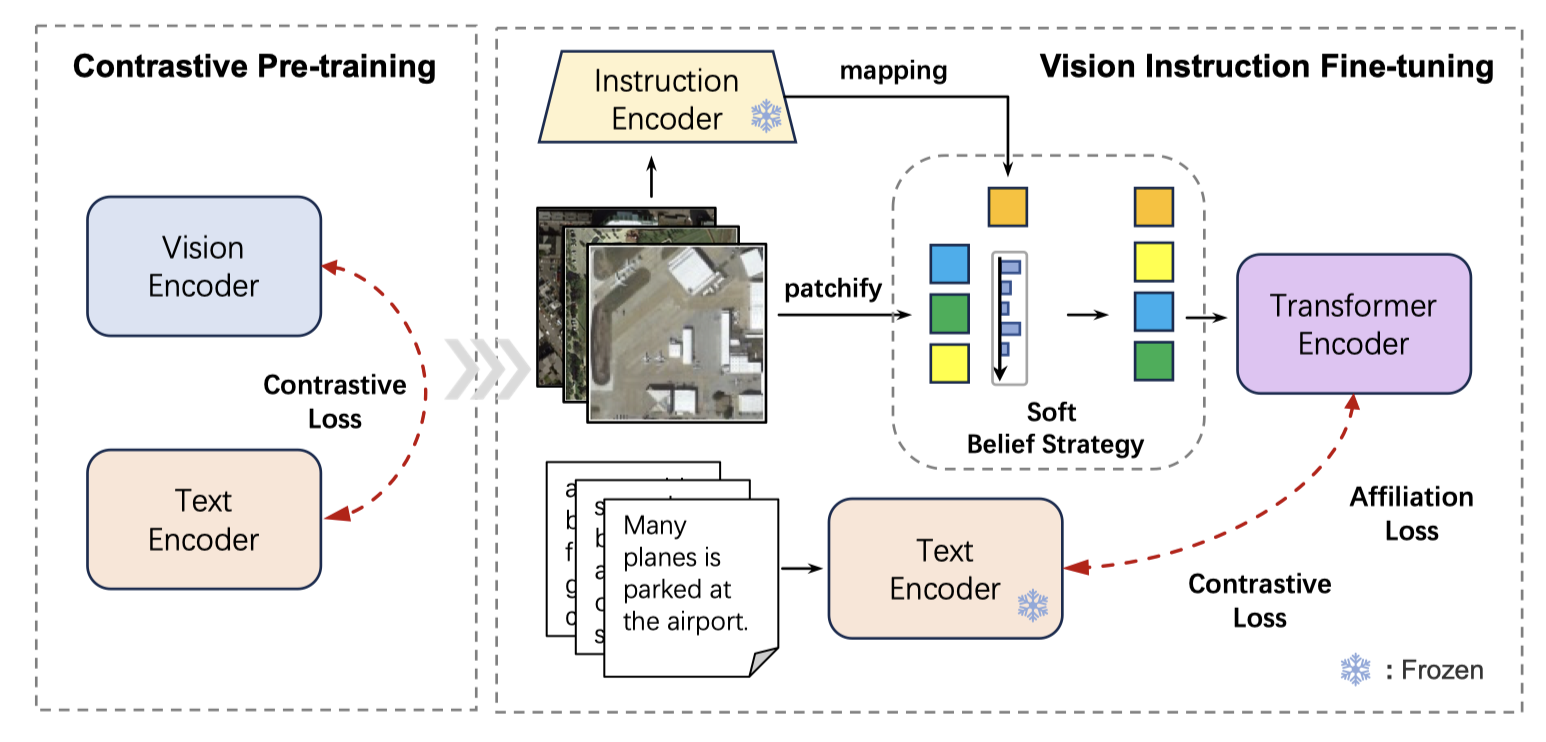 Contrastive Pre-training
Vision
Encoder
Contrastive
Loss
Text
Encoder
Vision Instruction Fine-tuning
Instruction
Encoder
mapping
patchify
Soft
Belief Strategy
Transformer
Encoder
a
b
f
g
c
s
b
a
c
s
Many
planes is
parked at
the airport.
Text
Encoder
Affiliation
Loss
Contrastive
Loss
: Frozen